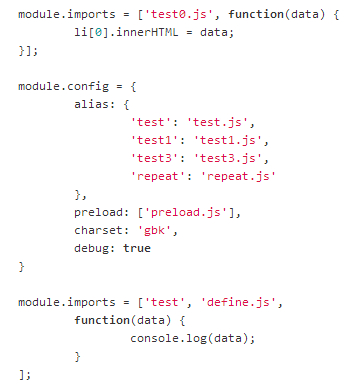 module.imports = ['test0.js', function(data) {
        li[0].innerHTML = data;
}];

module.config = {
        alias: {
                'test': 'test.js',
                'test1': 'test1.js',
                'test3': 'test3.js',
                'repeat': 'repeat.js'
        },
        preload: ['preload.js'],
        charset: 'gbk',
        debug: true
}

module.imports = ['test', 'define.js',
        function(data) {
                console.log(data);
        }
];